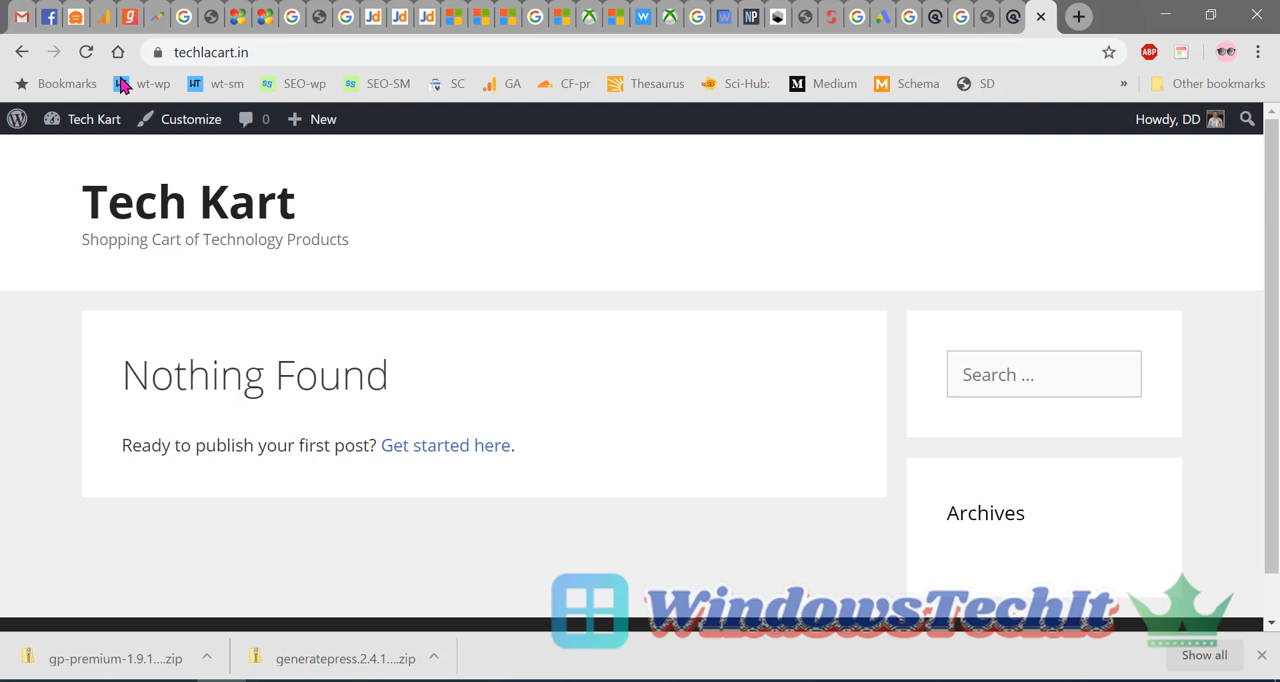 techlacart.in
Bookmarks wt-wp wt-sm SEO-wp SEO-SM SC GA CF-pr Thesaurus Sci-Hub: Medium Schema SD » Other bookmarks
Tech Kart Customize 0 New Howdy, DD
Tech Kart
Shopping Cart of Technology Products
Nothing Found
Ready to publish your first post? Get started here.
Search ...
Archives
WindowsTechIt
gp-premium-1.9.1....zip generatepress.2.4.1....zip Show all